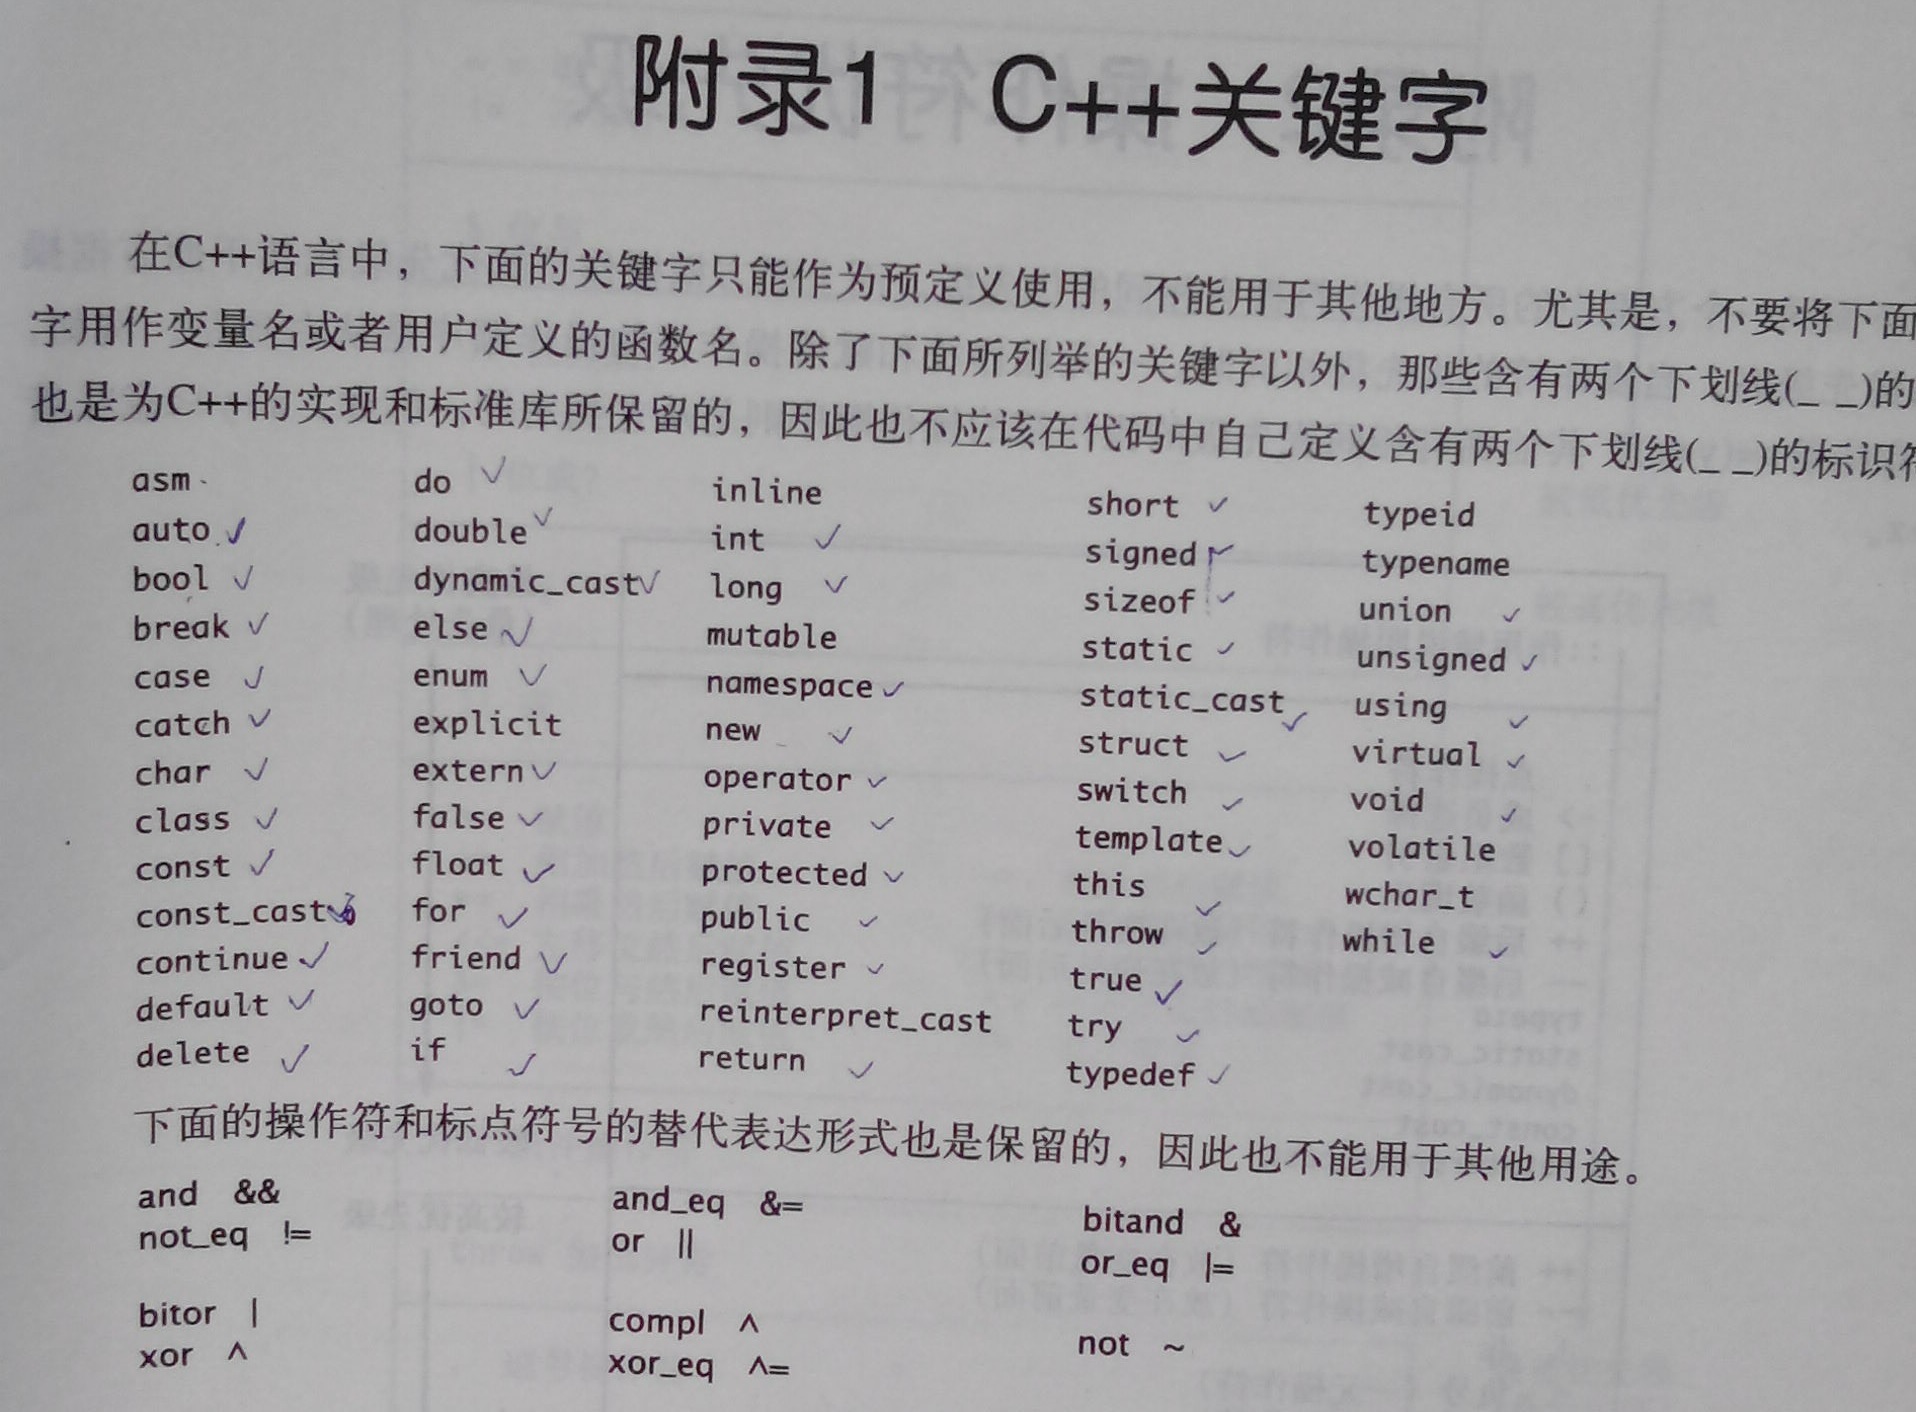 附录1 C++关键字
在C++语言中，下面的关键字只能作为预定义使用，不能用于其他地方。尤其是，不要将下面
字用作变量名或者用户定义的函数名。除了下面所列举的关键字以外，那些含有两个下划线(_ _)的
也是为C++的实现和标准库所保留的，因此也不应该在代码中自己定义含有两个下划线(_ _)的标识符
asm do inline short typeid
auto double int signed typename
bool dynamic_cast long sizeof union
break else mutable static unsigned
case enum namespace static_cast using
catch explicit new struct virtual
char extern operator switch void
class false private template volatile
const float protected this wchar_t
const_cast for public throw while
continue friend register true
default goto reinterpret_cast try
delete if return typedef
下面的操作符和标点符号的替代表达形式也是保留的，因此也不能用于其他用途。
and && and_eq &= bitand &
not_eq != or || or_eq |=
bitor | compl ^ not ~
xor ^ xor_eq ^=